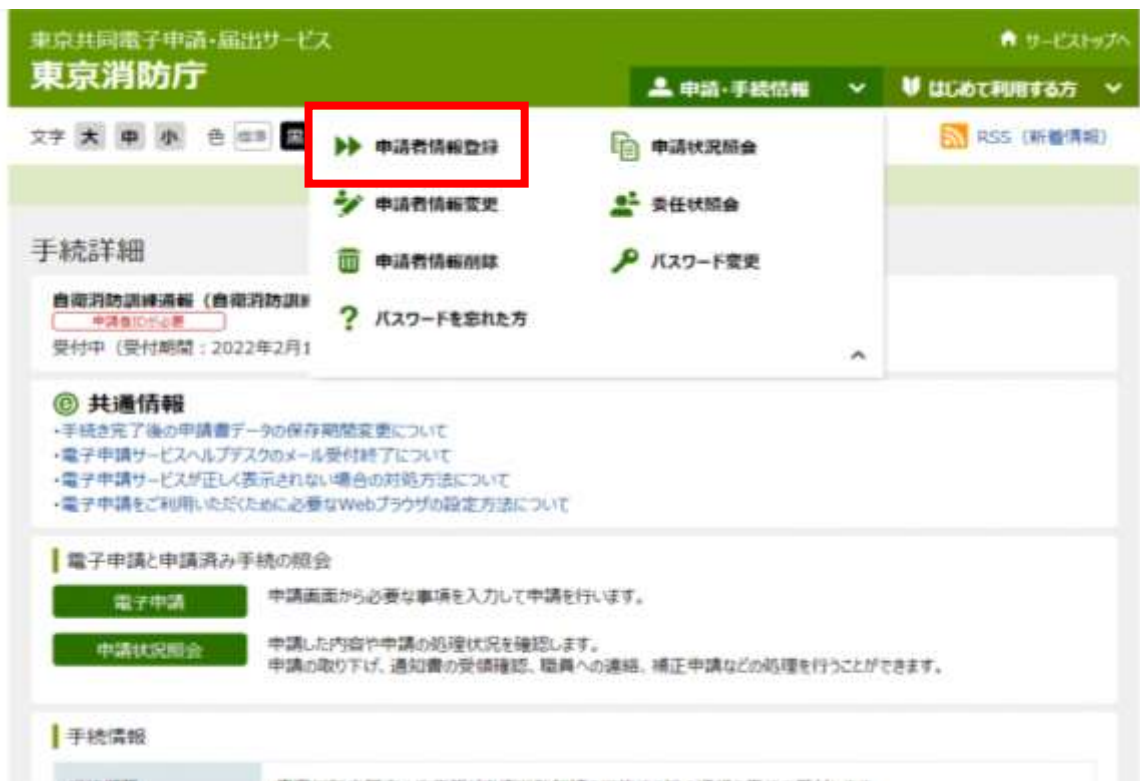 東京共同電子申請・届出サービス
サービストップへ
東京消防庁
申請・手続情報
はじめて利用する方
文字 大 中 小 色 標準 黒
RSS（新着情報）
申請者情報登録
申請状況照会
申請者情報変更
委任状照会
申請者情報削除
パスワード変更
パスワードを忘れた方
手続詳細
自衛消防訓練通報（自衛消防訓練
申請者IDが必要
受付中（受付期間：2022年2月1
共通情報
・手続き完了後の申請書データの保存期間変更について
・電子申請サービスヘルプデスクのメール受付終了について
・電子申請サービスが正しく表示されない場合の対処方法について
・電子申請をご利用いただくために必要なWebブラウザの設定方法について
電子申請と申請済み手続の照会
電子申請
申請画面から必要な事項を入力して申請を行います。
申請状況照会
申請した内容や申請の処理状況を確認します。
申請の取り下げ、通知書の受領確認、職員への連絡、補正申請などの処理を行うことができます。
手続情報